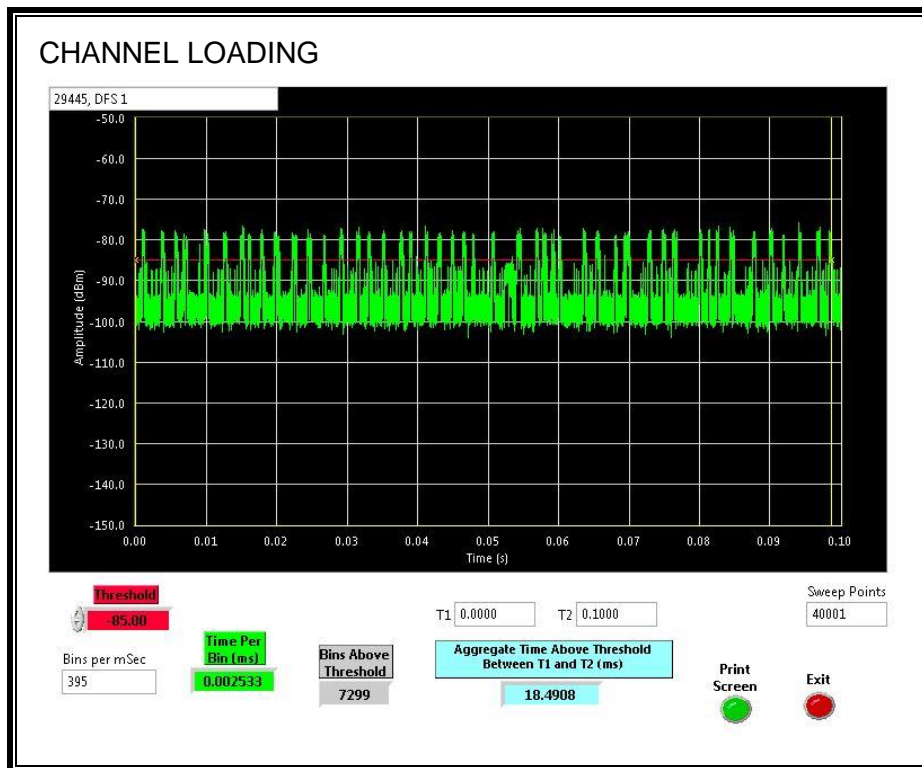 CHANNEL LOADING
29445, DFS 1
-50.0
-60.0
-70.0
-80.0
-90.0
-100.0
-110.0
-120.0
-130.0
-140.0
-150.0
Amplitude (dBm)
0.00 0.01 0.02 0.03 0.04 0.05 0.06 0.07 0.08 0.09 0.10
Time (s)
Threshold
-85.00
T1 0.0000 T2 0.1000
Sweep Points
40001
Bins per mSec
395
Time Per
Bin (ms)
0.002533
Bins Above
Threshold
7299
Aggregate Time Above Threshold
Between T1 and T2 (ms)
18.4908
Print
Screen
Exit